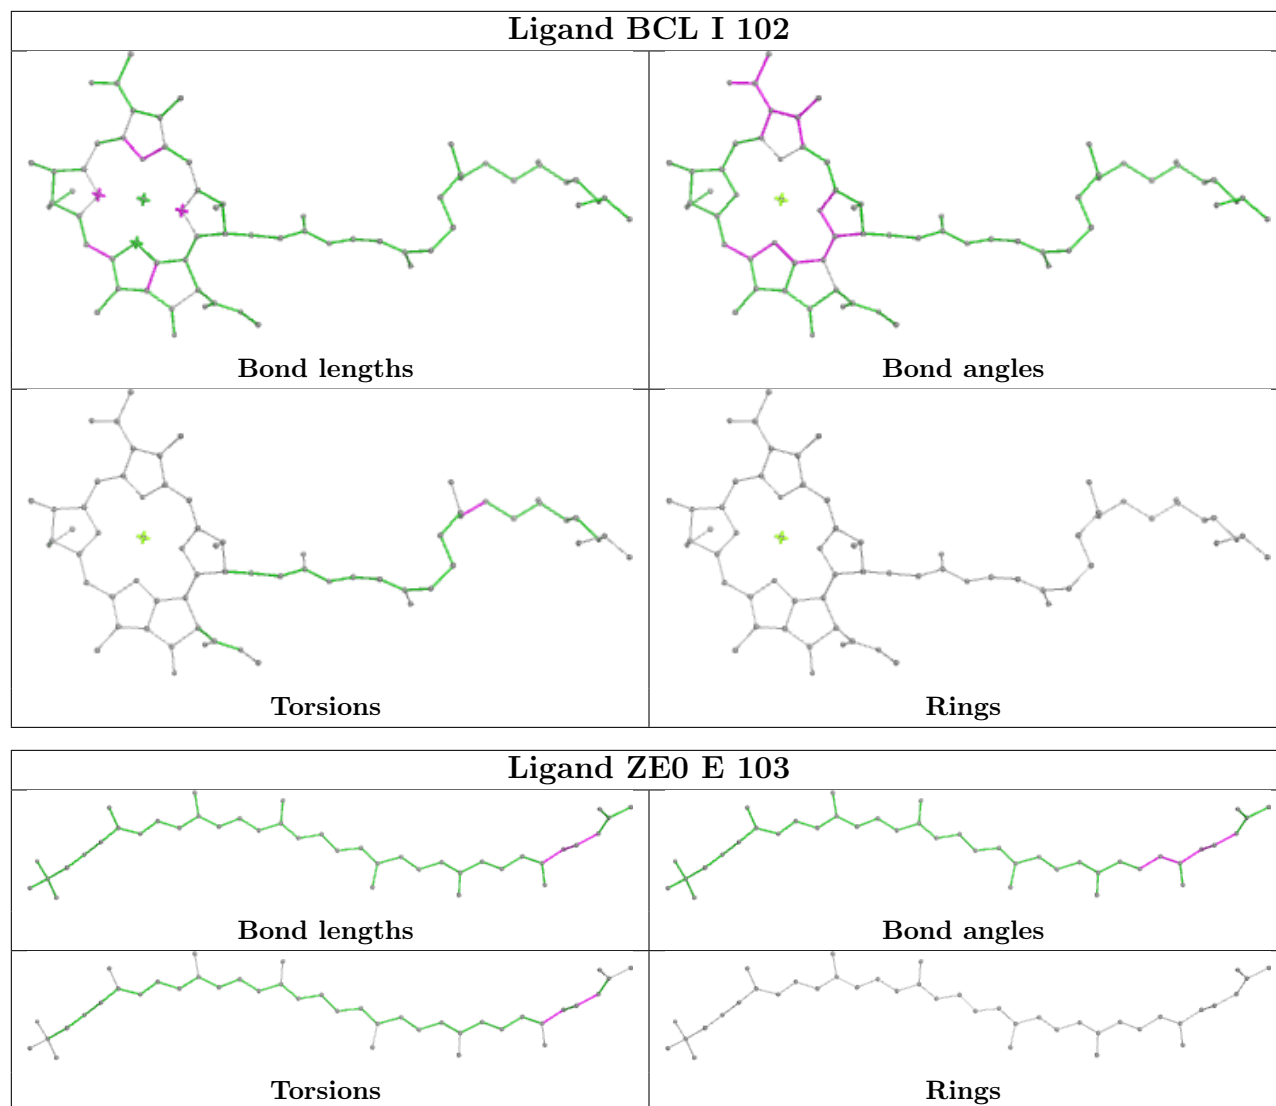 Ligand BCL I 102
Bond lengths
Bond angles
Torsions
Rings
Ligand ZE0 E 103
Bond lengths
Bond angles
Torsions
Rings